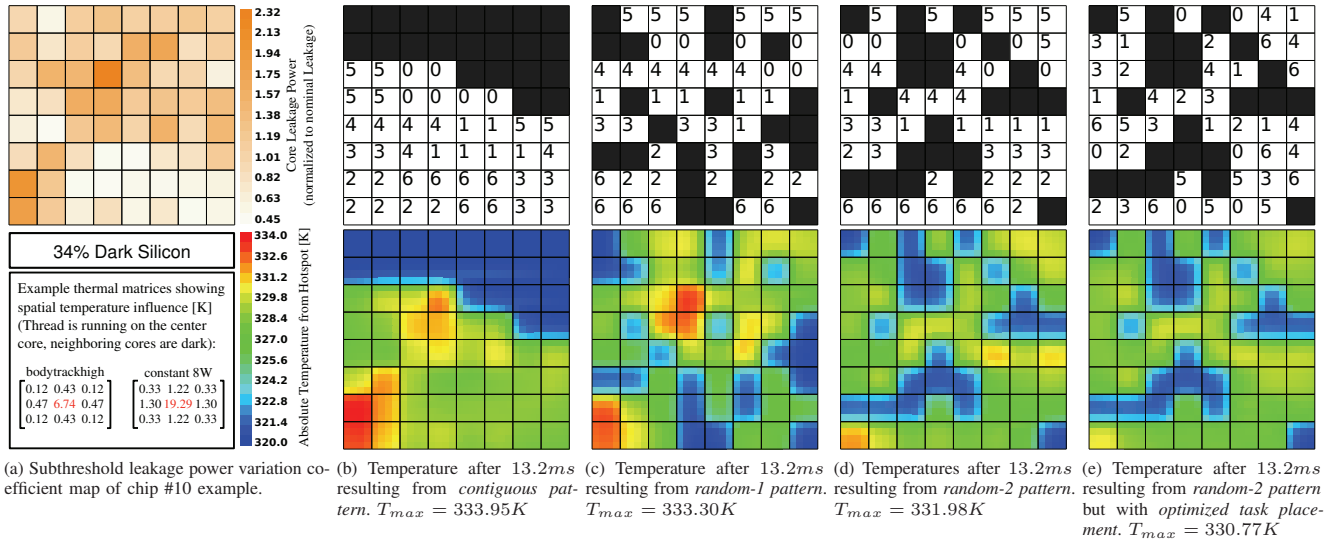 2.32
2.13
1.94
1.75
1.57
1.38
1.19
1.01
0.82
0.63
0.45
Core Leakage Power
(normalized to nominal Leakage)
5 5 0 0
5 5 0 0 0 0
4 4 4 4 1 1 5 5
3 3 4 1 1 1 1 4
2 2 6 6 6 6 3 3
2 2 2 2 6 6 3 3
5 5 5 5 5 5
0 0 0 0
4 4 4 4 4 4 0 0
1 1 1 5 5 5
3 3 3 3 1
2 3 3
6 2 2 2 2 2
6 6 6 6 6 6
5 5 5 5 5
0 0 0 0 5
4 4 4 0 0
1 4 4 4
3 3 1 1 1 1 1
2 3 3 3 3
2 2 2 2
6 6 6 6 6 6 2
5 0 0 4 1
3 1 2 6 4
3 2 4 1 6
1 4 2 3
6 5 3 1 2 1 4
0 2 0 6 4
5 5 3 6
2 3 6 0 5 0 5
34% Dark Silicon
Example thermal matrices showing
spatial temperature influence [K]
(Thread is running on the center
core, neighboring cores are dark):
bodytrackhigh
0.12 0.43 0.12
0.47 6.74 0.47
0.12 0.43 0.12
constant 8W
0.33 1.22 0.33
1.30 19.29 1.30
0.33 1.22 0.33
334.0
332.6
331.2
329.8
328.4
327.0
325.6
324.2
322.8
321.4
320.0
Absolute Temperature from Hotspot [K]
(a) Subthreshold leakage power variation co-
efficient map of chip #10 example.
(b) Temperature after 13.2ms
resulting from contiguous pat-
tern. Tmax = 333.95K
(c) Temperature after 13.2ms
resulting from random-1 pattern.
Tmax = 333.30K
(d) Temperatures after 13.2ms
resulting from random-2 pattern.
Tmax = 331.98K
(e) Temperature after 13.2ms
resulting from random-2 pattern
but with optimized task place-
ment. Tmax = 330.77K